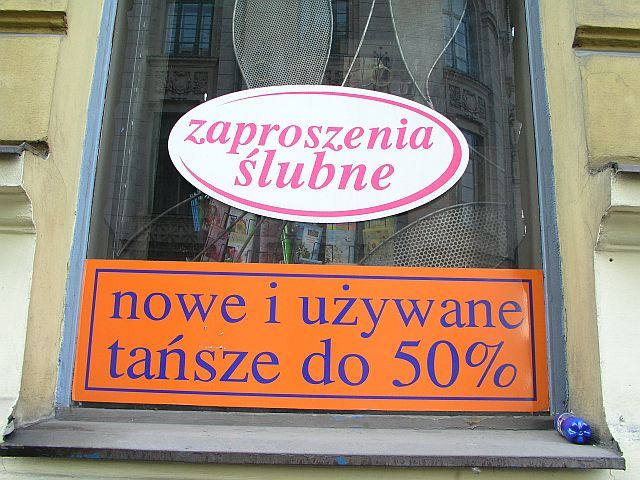 zaproszenia
ślubne
nowe i używane
tańsze do 50%